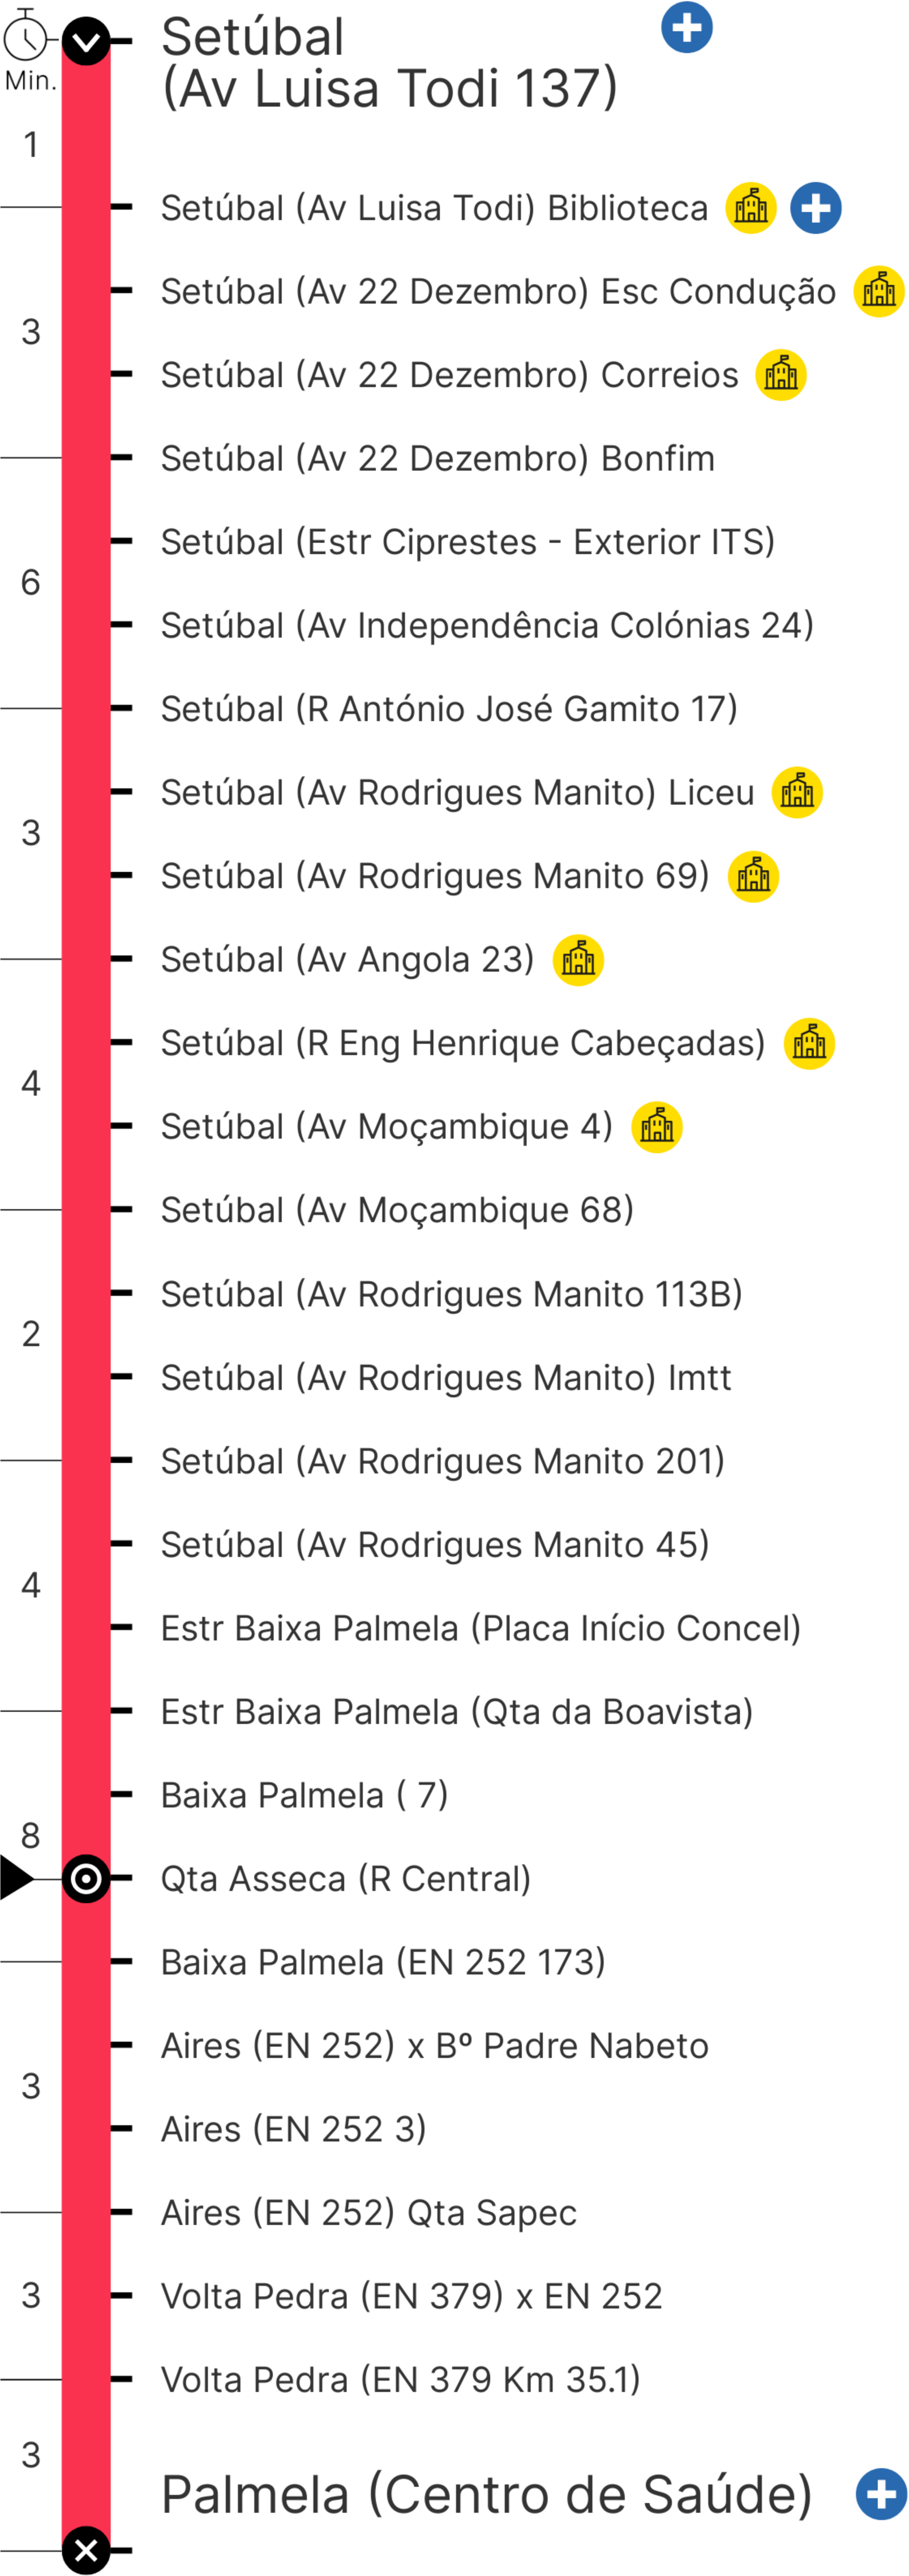 Setúbal
(Av Luisa Todi 137)
Min.
1
Setúbal (Av Luisa Todi) Biblioteca
Setúbal (Av 22 Dezembro) Esc Condução
3
Setúbal (Av 22 Dezembro) Correios
Setúbal (Av 22 Dezembro) Bonfim
Setúbal (Estr Ciprestes - Exterior ITS)
6
Setúbal (Av Independência Colónias 24)
Setúbal (R António José Gamito 17)
Setúbal (Av Rodrigues Manito) Liceu
3
Setúbal (Av Rodrigues Manito 69)
Setúbal (Av Angola 23)
Setúbal (R Eng Henrique Cabeçadas)
4
Setúbal (Av Moçambique 4)
Setúbal (Av Moçambique 68)
Setúbal (Av Rodrigues Manito 113B)
2
Setúbal (Av Rodrigues Manito) Imtt
Setúbal (Av Rodrigues Manito 201)
Setúbal (Av Rodrigues Manito 45)
4
Estr Baixa Palmela (Placa Início Concel)
Estr Baixa Palmela (Qta da Boavista)
Baixa Palmela ( 7)
8
Qta Asseca (R Central)
Baixa Palmela (EN 252 173)
Aires (EN 252) x Bº Padre Nabeto
3
Aires (EN 252 3)
Aires (EN 252) Qta Sapec
3
Volta Pedra (EN 379) x EN 252
Volta Pedra (EN 379 Km 35.1)
3
Palmela (Centro de Saúde)